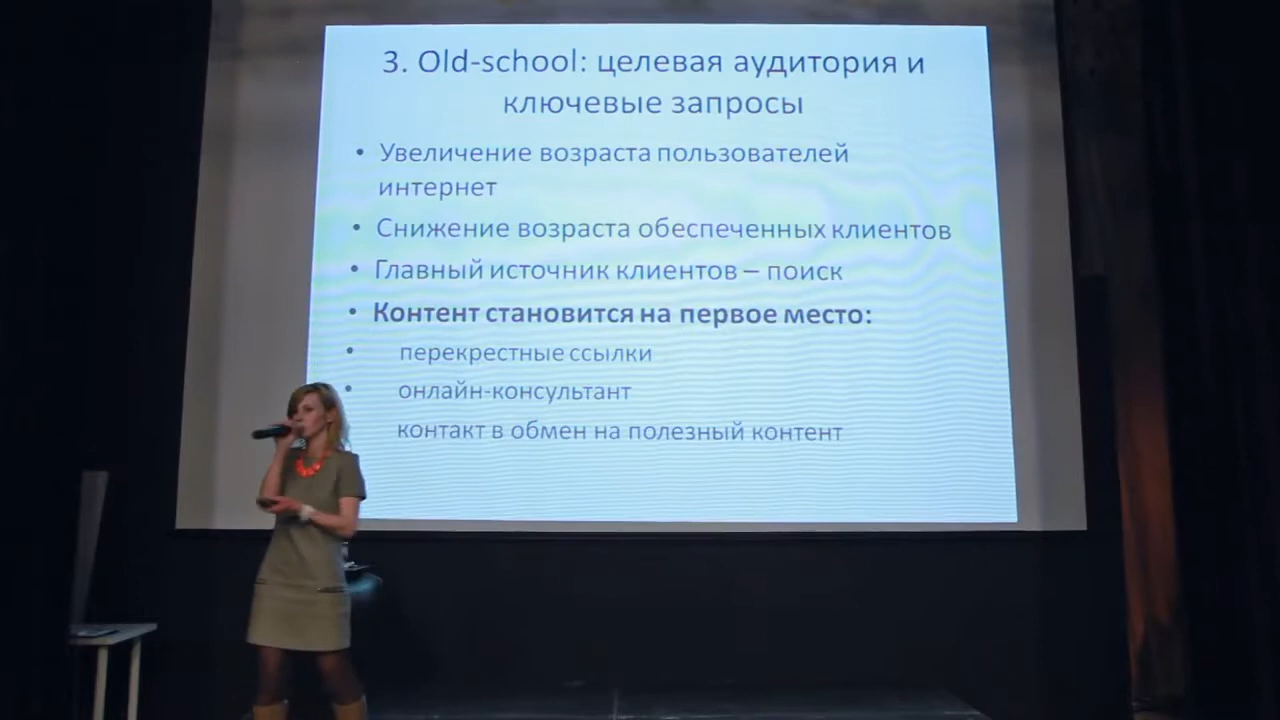 3. Old-school: целевая аудитория и
ключевые запросы
• Увеличение возраста пользователей
интернет
• Снижение возраста обеспеченных клиентов
• Главный источник клиентов – поиск
• Контент становится на первое место:
• перекрестные ссылки
• онлайн-консультант
контакт в обмен на полезный контент